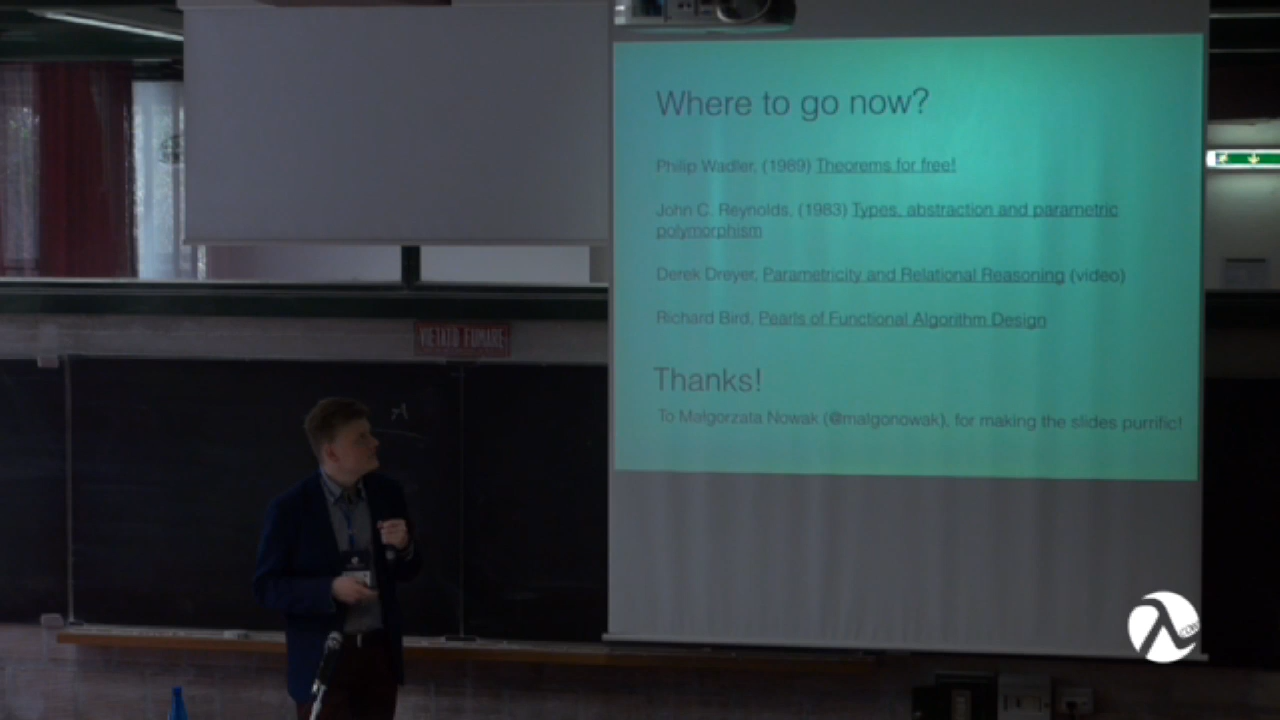 Where to go now?
Philip Wadler, (1989) Theorems for free!
John C. Reynolds, (1983) Types, abstraction and parametric
polymorphism
Derek Dreyer, Parametricity and Relational Reasoning (video)
Richard Bird, Pearls of Functional Algorithm Design
Thanks!
To Małgorzata Nowak (@malgonowak), for making the slides purrific!
VIETATO FUMARE
A
λ
CON